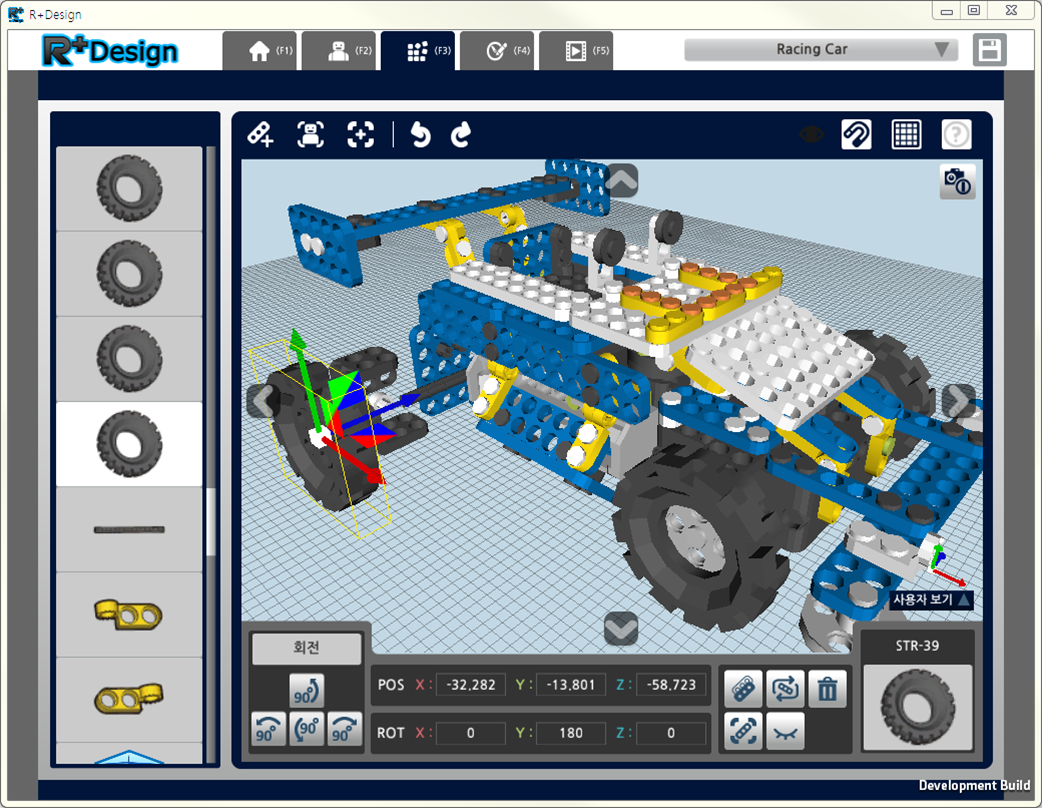 R+Design
R+Design
(F1)
(F2)
(F3)
(F4)
(F5)
Racing Car
사용자 보기
회전
90°
90°
90°
90°
POS X: -32.282 Y: -13.801 Z: -58.723
ROT X: 0 Y: 180 Z: 0
STR-39
Development Build